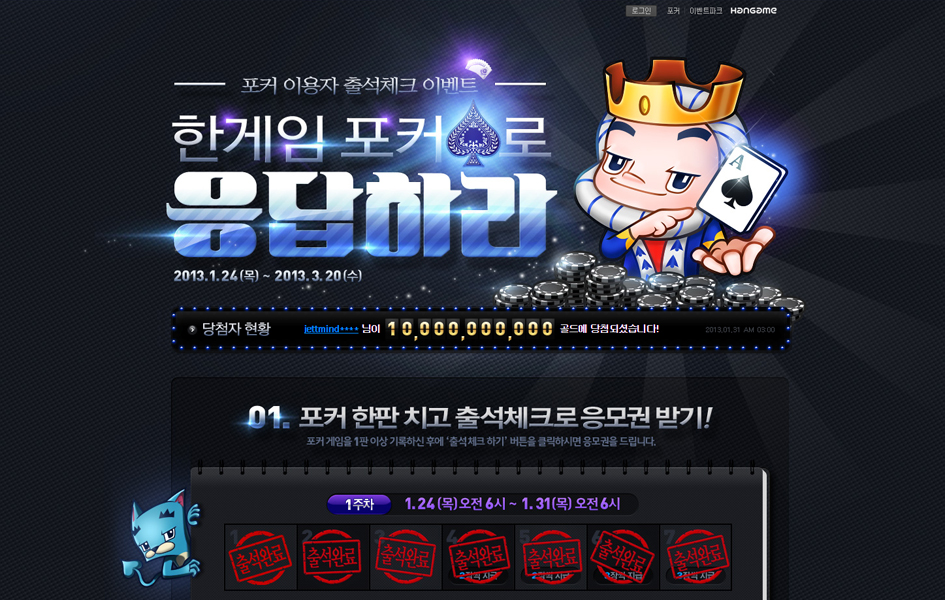 로그인 포커 이벤트파크 HANGAME
포커 이용자 출석체크 이벤트
한게임 포커로
응답하라
2013.1.24(목) ~ 2013.3.20(수)
A
당첨자 현황 jettmind**** 님이 10,000,000,000 골드에 당첨되셨습니다! 2013.01.31 AM 03:00
01. 포커 한판 치고 출석체크로 응모권 받기!
포커 게임을 1판 이상 기록하신 후에 '출석체크 하기' 버튼을 클릭하시면 응모권을 드립니다.
1주차 1.24(목) 오전 6시 ~ 1.31(목) 오전 6시
1 2 3 4 5 6 7
출석완료 출석완료 출석완료 출석완료 출석완료 출석완료 출석완료